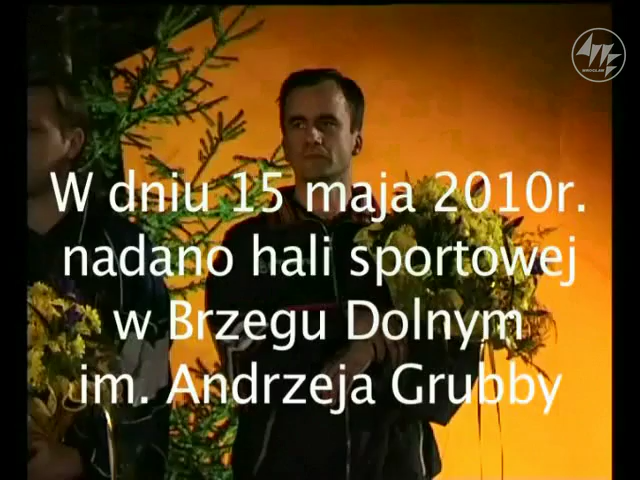 W dniu 15 maja 2010r.
nadano hali sportowej
w Brzegu Dolnym
im. Andrzeja Grubby